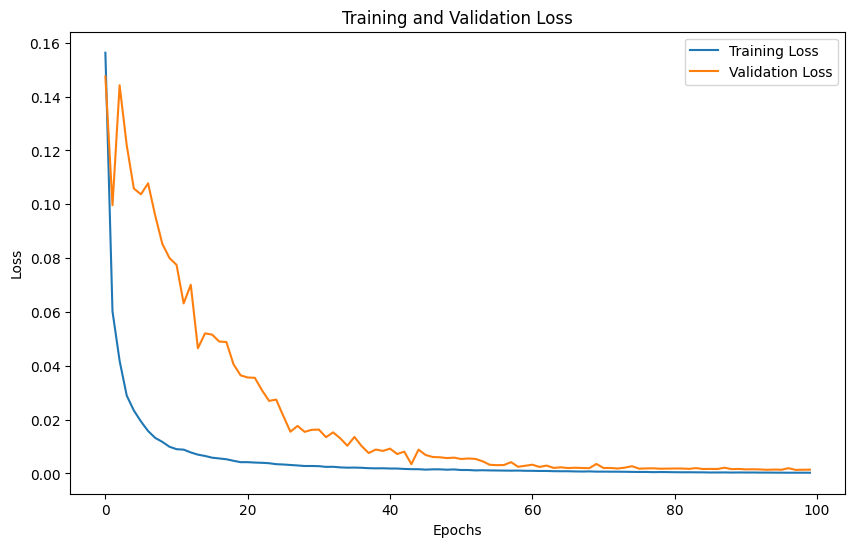 Training and Validation Loss
Training Loss
Validation Loss
0.16
0.14
0.12
0.10
0.08
0.06
0.04
0.02
0.00
Loss
0 20 40 60 80 100
Epochs